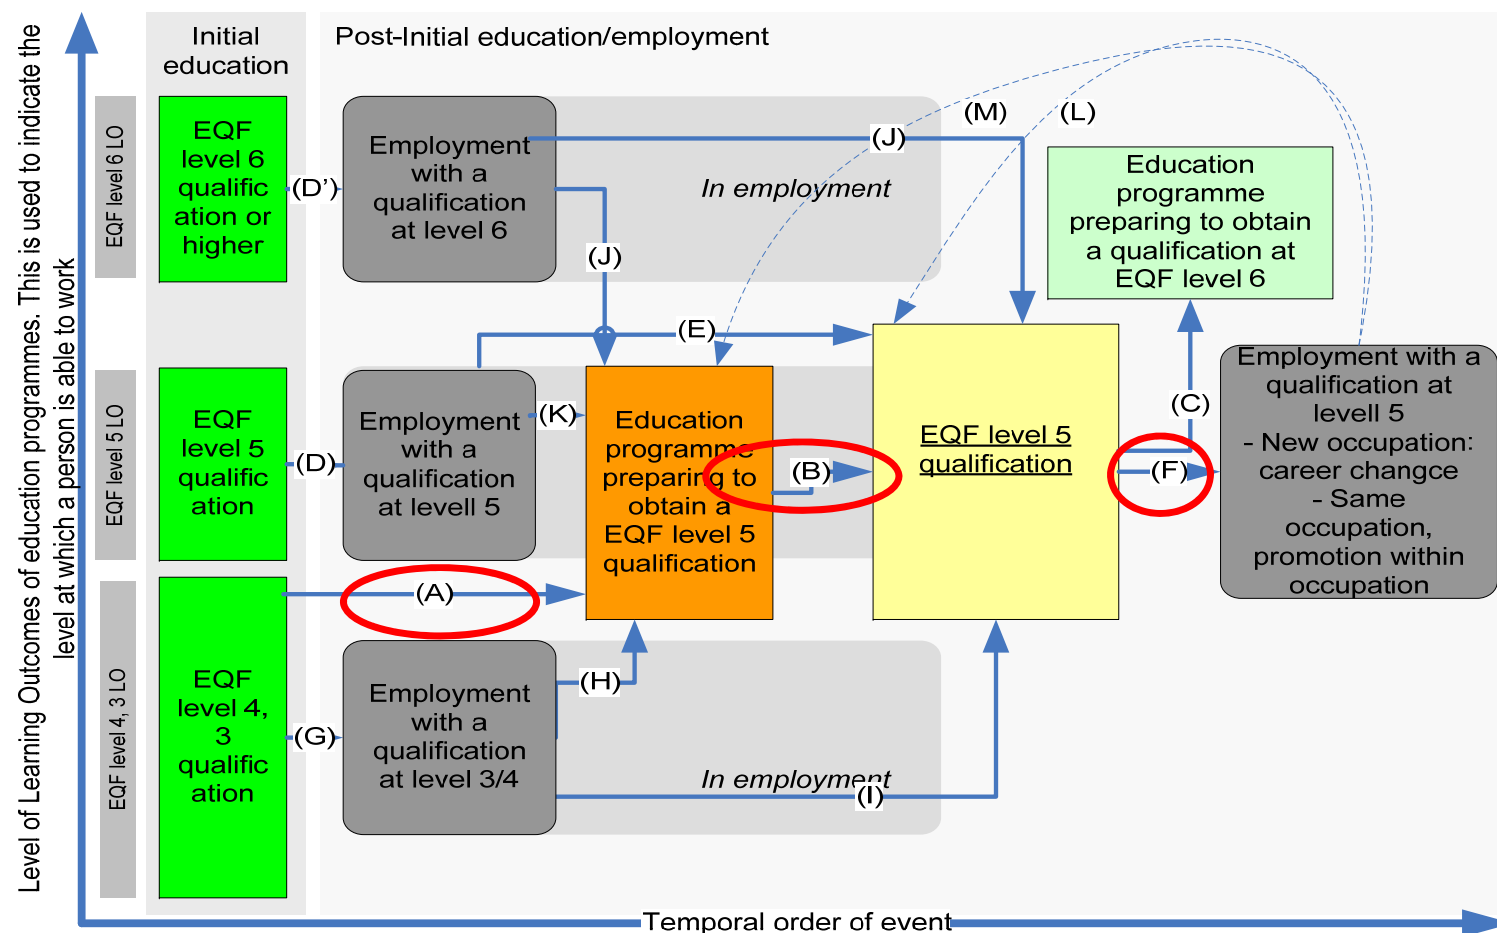 Level of Learning Outcomes of education programmes. This is used to indicate the
level at which a person is able to work
Initial
education
Post-Initial education/employment
EQF level 6 LO
EQF
level 6
qualific
ation or
higher
(D’)
Employment
with a
qualification
at level 6
In employment
(J)
(J)
(M)
(L)
Education
programme
preparing to obtain
a qualification at
EQF level 6
(E)
EQF level 5 LO
EQF
level 5
qualific
ation
(D)
Employment
with a
qualification
at levell 5
(K)
Education
programme
preparing to
obtain a
EQF level 5
qualification
(B)
EQF level 5
qualification
(C)
(F)
Employment with a
qualification at
levell 5
- New occupation:
career changce
- Same
occupation,
promotion within
occupation
(A)
EQF level 4, 3 LO
EQF
level 4,
3
qualific
ation
(G)
Employment
with a
qualification
at level 3/4
(H)
In employment
(I)
Temporal order of event